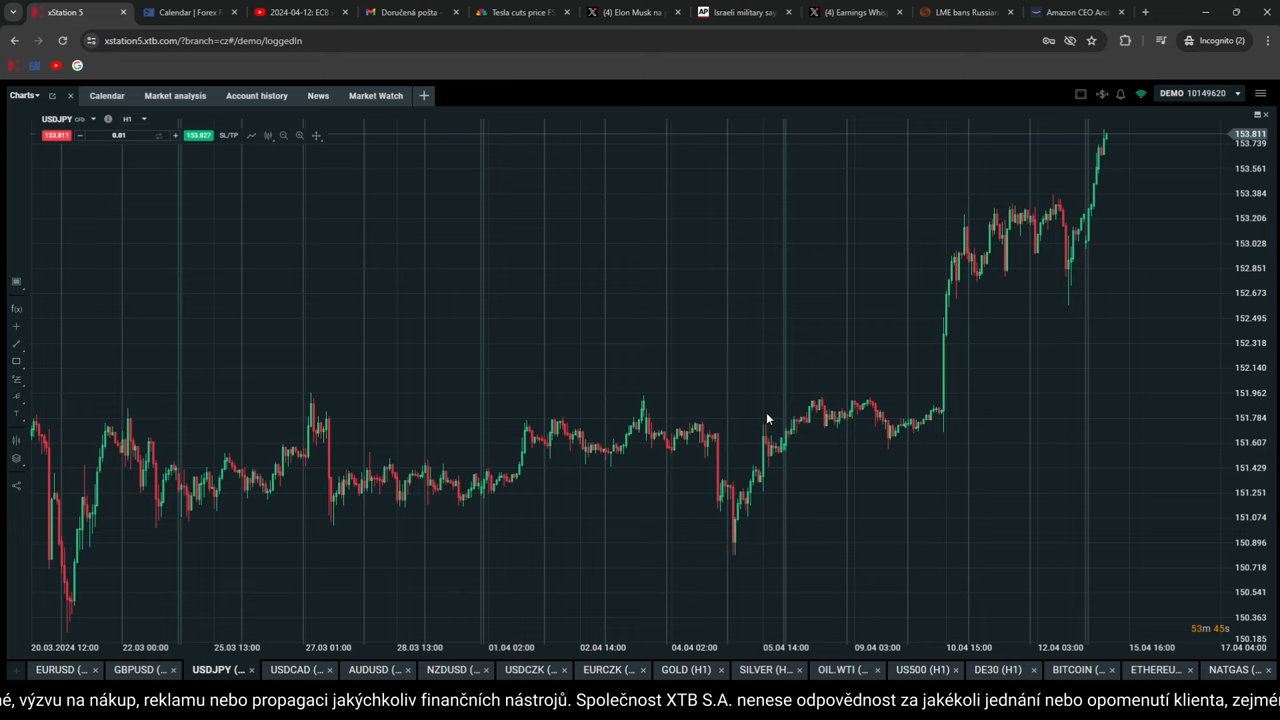 xStation 5
Calendar | Forex F
2024-04-12: ECB s
Doručená pošta -
Tesla cuts price FS
(4) Elon Musk na p
Israeli military say
(4) Earnings Whisp
LME bans Russian
Amazon CEO And
xstation5.xtb.com/?branch=cz#/demo/loggedIn
Incognito (2)
Charts
Calendar
Market analysis
Account history
News
Market Watch
DEMO 10149620
USDJPY CFD H1
153.811 0.01 153.827 SL/TP
153.811
153.739
153.561
153.384
153.206
153.028
152.851
152.673
152.495
152.318
152.140
151.962
151.784
151.607
151.429
151.251
151.074
150.896
150.718
150.541
150.363
150.185
f(x)
T
53m 45s
20.03.2024 12:00 22.03 00:00 25.03 13:00 27.03 01:00 28.03 13:00 01.04 02:00 02.04 14:00 04.04 02:00 05.04 14:00 09.04 03:00 10.04 15:00 12.04 03:00 15.04 16:00 17.04 04:00
EURUSD (... GBPUSD (... USDJPY (... USDCAD (... AUDUSD (... NZDUSD (... USDCZK (... EURCZK (... GOLD (H1) SILVER (H... OIL.WTI (... US500 (H1) DE30 (H1) BITCOIN (... ETHEREU... NATGAS (
né, výzvu na nákup, reklamu nebo propagaci jakýchkoliv finančních nástrojů. Společnost XTB S.A. nenese odpovědnost za jakékoli jednání nebo opomenutí klienta, zejmé